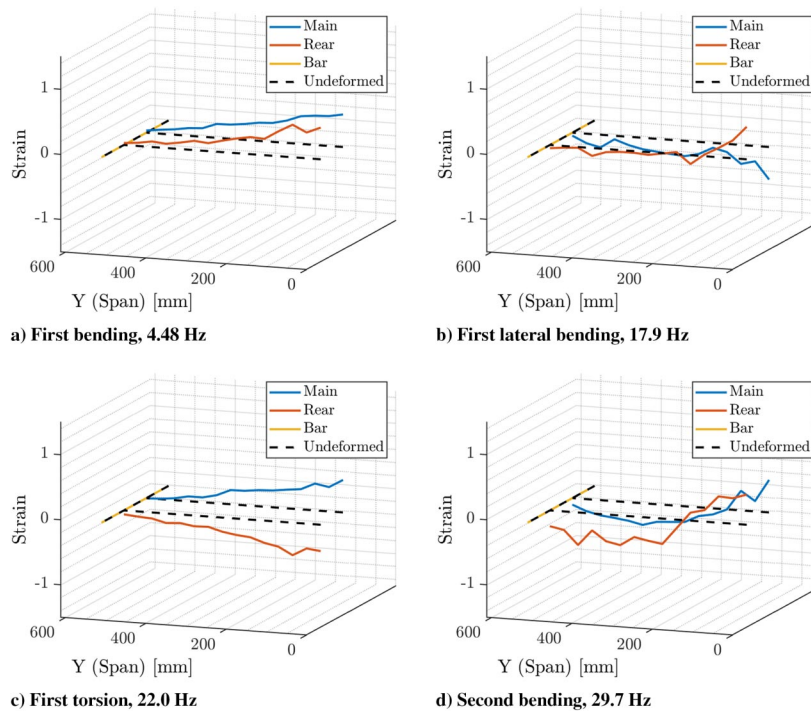 Main
Rear
Bar
Undeformed
1
0
-1
Strain
600
400
200
0
Y (Span) [mm]
a) First bending, 4.48 Hz
Main
Rear
Bar
Undeformed
1
0
-1
Strain
600
400
200
0
Y (Span) [mm]
b) First lateral bending, 17.9 Hz
Main
Rear
Bar
Undeformed
1
0
-1
Strain
600
400
200
0
Y (Span) [mm]
c) First torsion, 22.0 Hz
Main
Rear
Bar
Undeformed
1
0
-1
Strain
600
400
200
0
Y (Span) [mm]
d) Second bending, 29.7 Hz